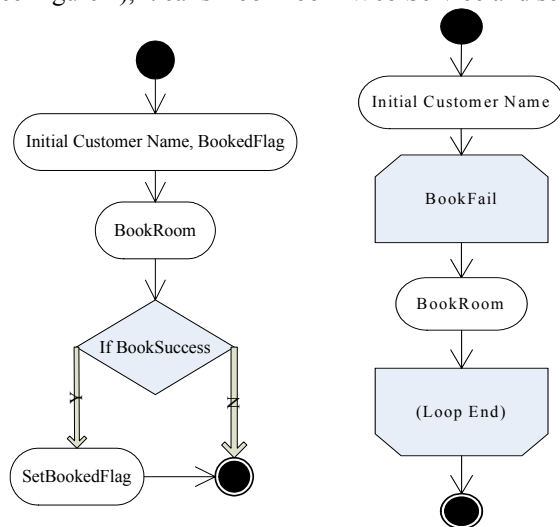 Initial Customer Name, BookedFlag
BookRoom
If BookSuccess
Y
N
SetBookedFlag
Initial Customer Name
BookFail
BookRoom
(Loop End)